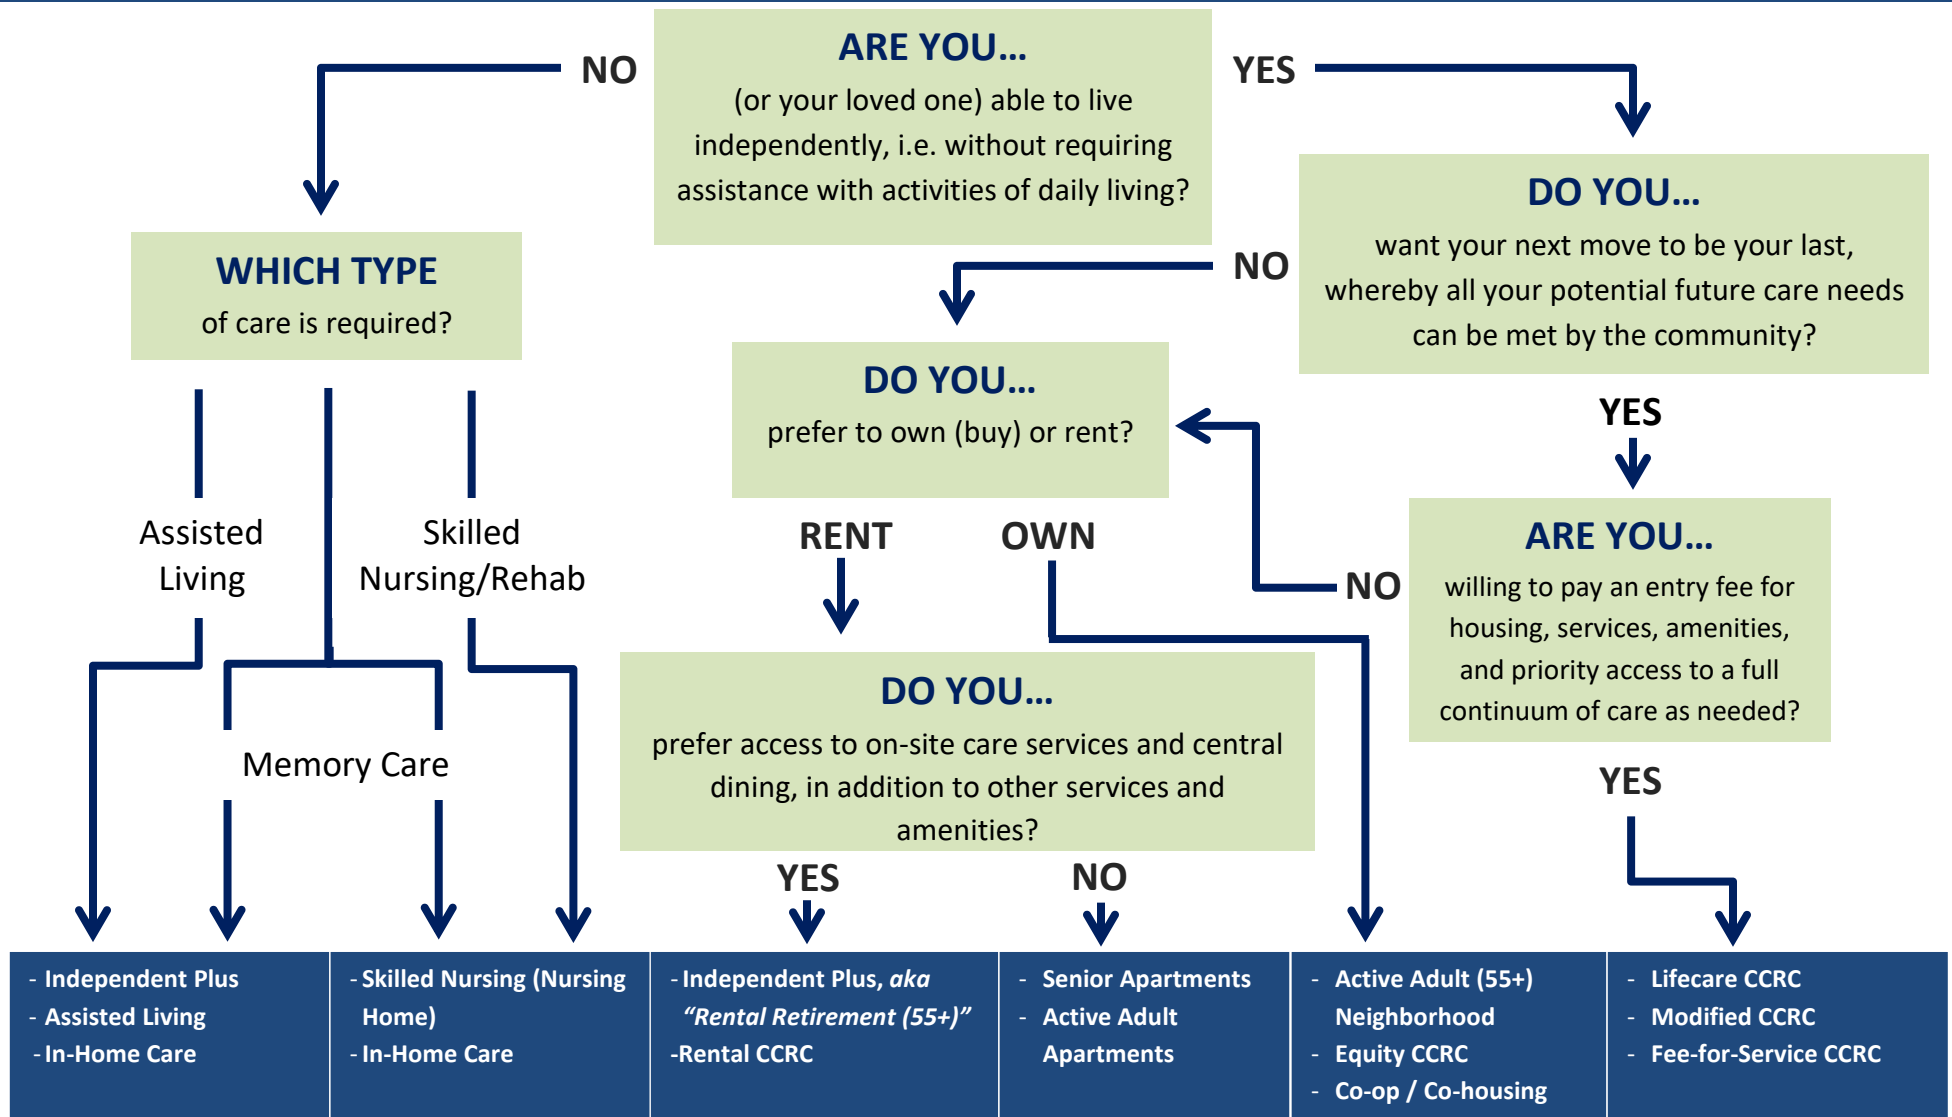 ARE YOU...
(or your loved one) able to live
independently, i.e. without requiring
assistance with activities of daily living?
NO
YES
WHICH TYPE
of care is required?
DO YOU...
want your next move to be your last,
whereby all your potential future care needs
can be met by the community?
NO
YES
DO YOU...
prefer to own (buy) or rent?
RENT
OWN
ARE YOU...
willing to pay an entry fee for
housing, services, amenities,
and priority access to a full
continuum of care as needed?
NO
YES
Assisted
Living
Skilled
Nursing/Rehab
Memory Care
DO YOU...
prefer access to on-site care services and central
dining, in addition to other services and
amenities?
YES
NO
- Independent Plus
- Assisted Living
- In-Home Care
- Skilled Nursing (Nursing
Home)
- In-Home Care
- Independent Plus, aka
“Rental Retirement (55+)”
-Rental CCRC
- Senior Apartments
- Active Adult
Apartments
- Active Adult (55+)
Neighborhood
- Equity CCRC
- Co-op / Co-housing
- Lifecare CCRC
- Modified CCRC
- Fee-for-Service CCRC